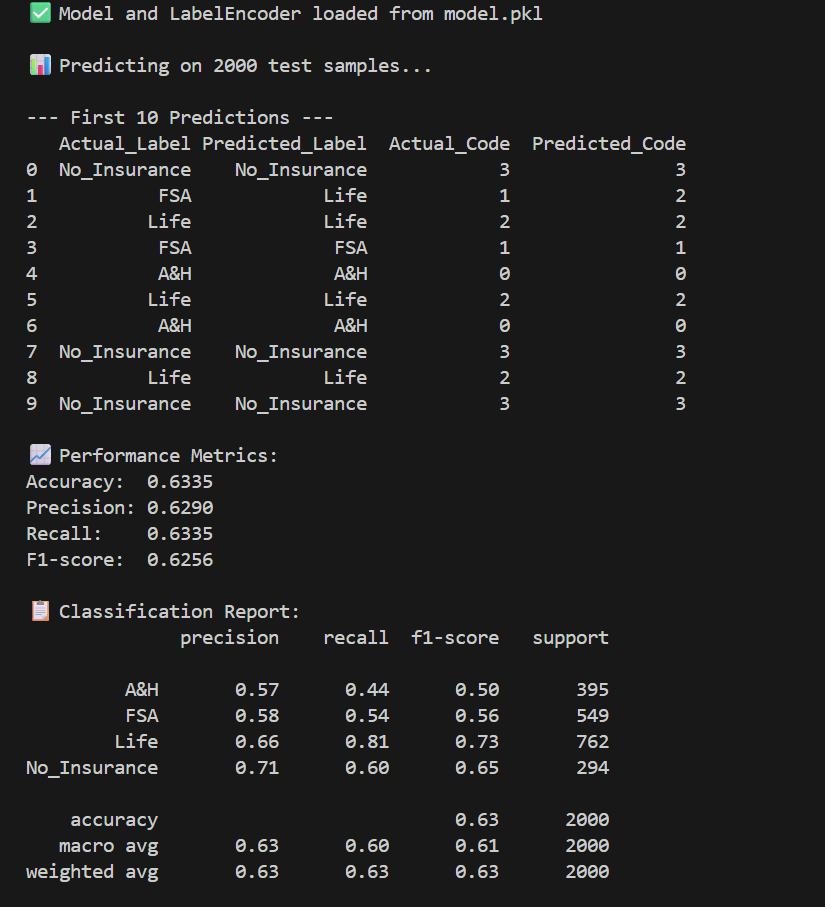 ✅ Model and LabelEncoder loaded from model.pkl
📊 Predicting on 2000 test samples...
--- First 10 Predictions ---
Actual_Label Predicted_Label Actual_Code Predicted_Code
0 No_Insurance No_Insurance 3 3
1 FSA Life 1 2
2 Life Life 2 2
3 FSA FSA 1 1
4 A&H A&H 0 0
5 Life Life 2 2
6 A&H A&H 0 0
7 No_Insurance No_Insurance 3 3
8 Life Life 2 2
9 No_Insurance No_Insurance 3 3
📈 Performance Metrics:
Accuracy: 0.6335
Precision: 0.6290
Recall: 0.6335
F1-score: 0.6256
📋 Classification Report:
precision recall f1-score support
A&H 0.57 0.44 0.50 395
FSA 0.58 0.54 0.56 549
Life 0.66 0.81 0.73 762
No_Insurance 0.71 0.60 0.65 294
accuracy 0.63 2000
macro avg 0.63 0.60 0.61 2000
weighted avg 0.63 0.63 0.63 2000